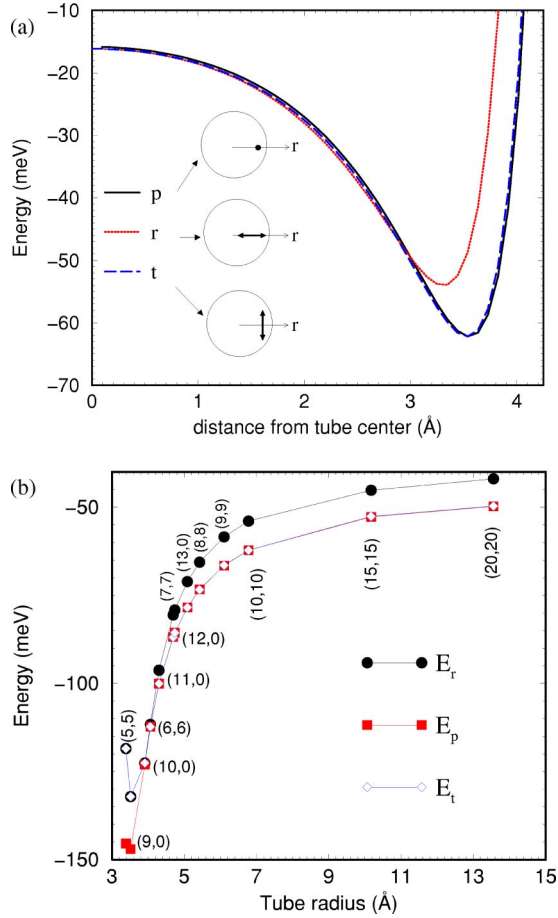 (a)
−10
−20
−30
−40
−50
−60
−70
Energy (meV)
p
r
t
r
r
r
0
1
2
3
4
distance from tube center (Å)
(b)
−50
−100
−150
Energy (meV)
(5,5)
(9,0)
(10,0)
(6,6)
(11,0)
(12,0)
(7,7)
(13,0)
(8,8)
(9,9)
(10,10)
(15,15)
(20,20)
E_r
E_p
E_t
3
5
7
9
11
13
15
Tube radius (Å)